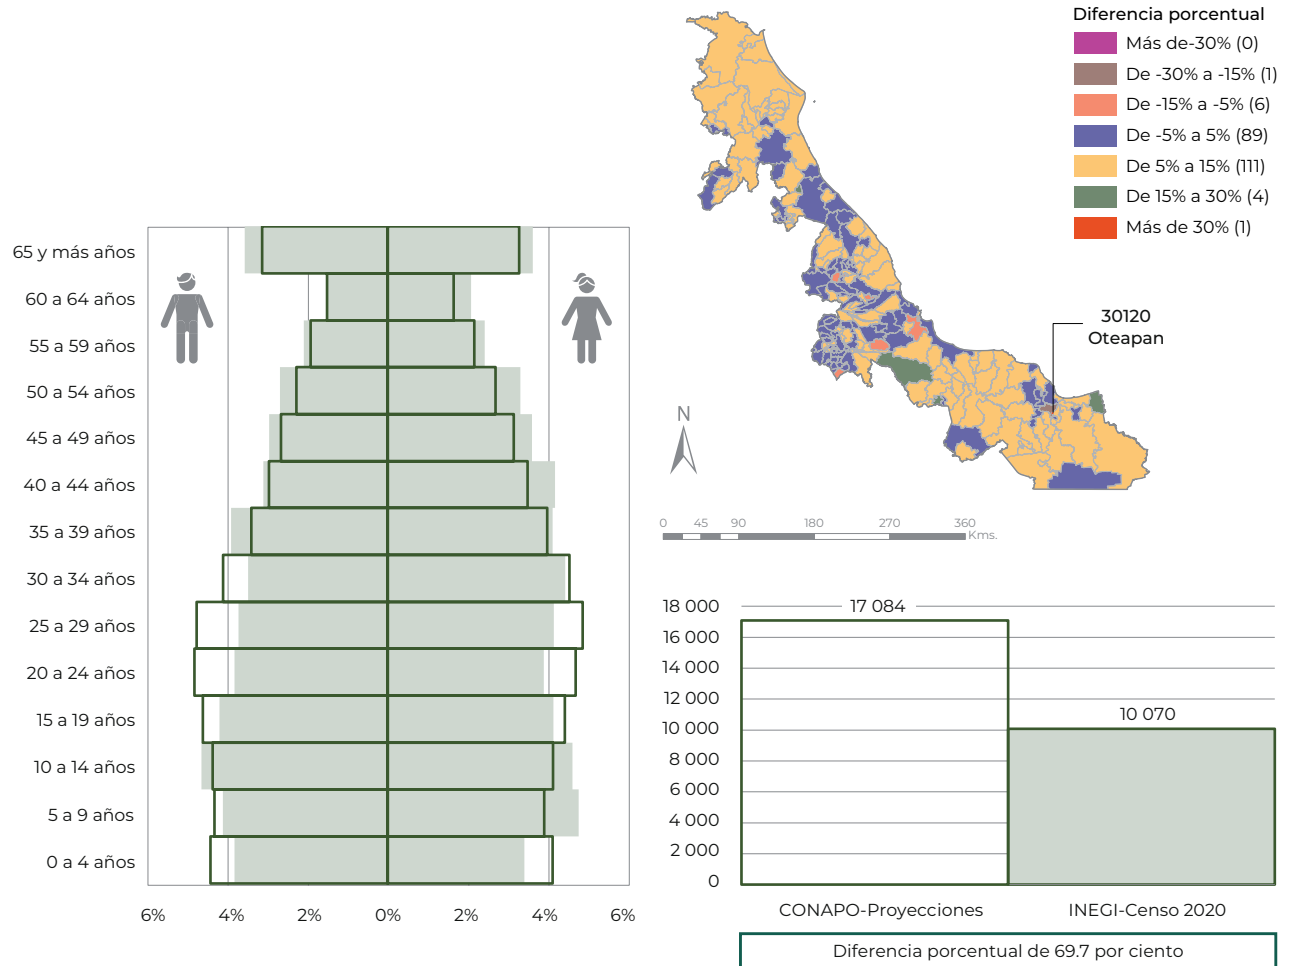 Diferencia porcentual
Más de-30% (0)
De -30% a -15% (1)
De -15% a -5% (6)
De -5% a 5% (89)
De 5% a 15% (111)
De 15% a 30% (4)
Más de 30% (1)
30120
Oteapan
N
0 45 90 180 270 360
Kms.
65 y más años
60 a 64 años
55 a 59 años
50 a 54 años
45 a 49 años
40 a 44 años
35 a 39 años
30 a 34 años
25 a 29 años
20 a 24 años
15 a 19 años
10 a 14 años
5 a 9 años
0 a 4 años
6% 4% 2% 0% 2% 4% 6%
18 000
16 000
14 000
12 000
10 000
8 000
6 000
4 000
2 000
0
17 084
10 070
CONAPO-Proyecciones INEGI-Censo 2020
Diferencia porcentual de 69.7 por ciento